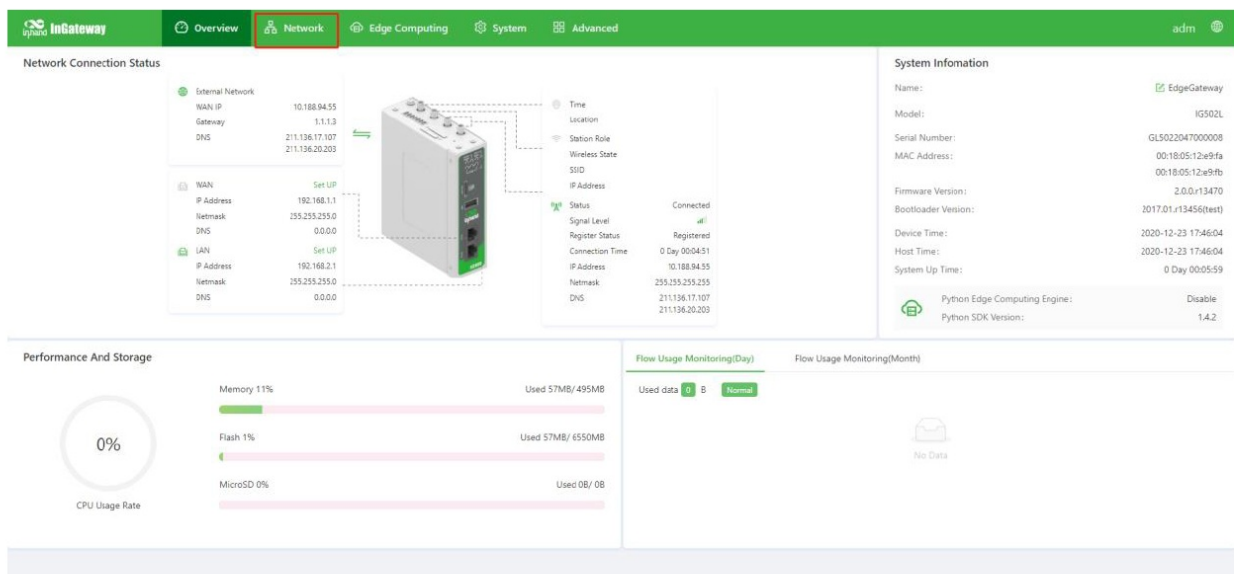 inhand InGateway
Overview
Network
Edge Computing
System
Advanced
adm
Network Connection Status
External Network
WAN IP 10.188.94.55
Gateway 1.1.1.3
DNS 211.136.17.107
211.136.20.203
WAN Set UP
IP Address 192.168.1.1
Netmask 255.255.255.0
DNS 0.0.0.0
LAN Set UP
IP Address 192.168.2.1
Netmask 255.255.255.0
DNS 0.0.0.0
Time
Location
Station Role
Wireless State
SSID
IP Address
Status Connected
Signal Level
Register Status Registered
Connection Time 0 Day 00:04:51
IP Address 10.188.94.55
Netmask 255.255.255.255
DNS 211.136.17.107
211.136.20.203
System Infomation
Name: EdgeGateway
Model: IG502L
Serial Number: GL5022047000008
MAC Address: 00:18:05:12:e9:fa
00:18:05:12:e9:fb
Firmware Version: 2.0.0.r13470
Bootloader Version: 2017.01.r13456(test)
Device Time: 2020-12-23 17:46:04
Host Time: 2020-12-23 17:46:04
System Up Time: 0 Day 00:05:59
Python Edge Computing Engine: Disable
Python SDK Version: 1.4.2
Performance And Storage
0%
CPU Usage Rate
Memory 11% Used 57MB/ 495MB
Flash 1% Used 57MB/ 6550MB
MicroSD 0% Used 0B/ 0B
Flow Usage Monitoring(Day)
Flow Usage Monitoring(Month)
Used data 0 B Normal
No Data